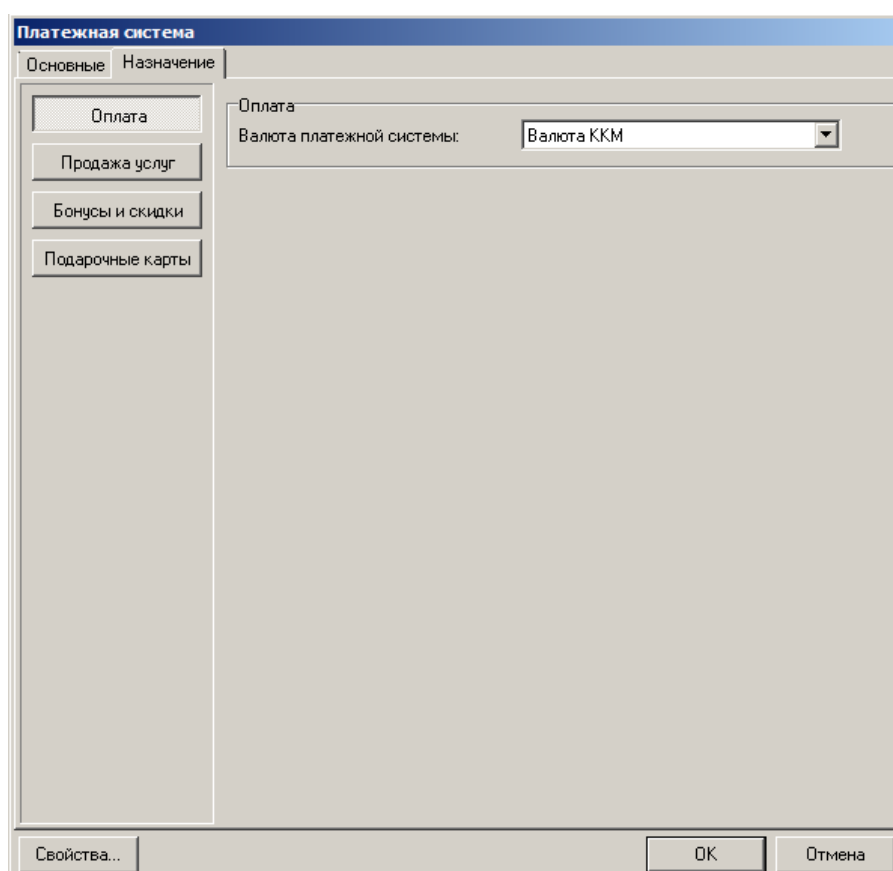 Платежная система
Основные Назначение
Оплата
Продажа услуг
Бонусы и скидки
Подарочные карты
Оплата
Валюта платежной системы: Валюта ККМ
Свойства... OK Отмена